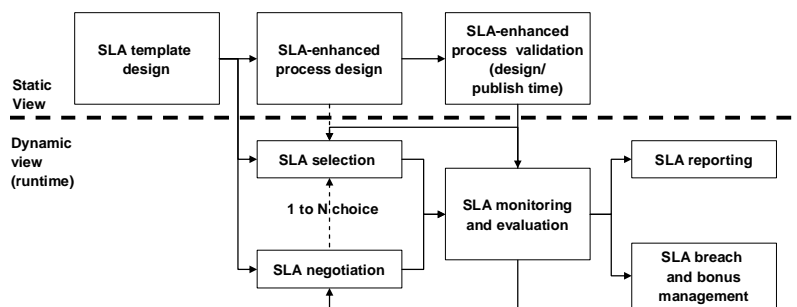 SLA template
design
SLA-enhanced
process design
SLA-enhanced
process validation
(design/
publish time)
Static
View
Dynamic
view
(runtime)
SLA selection
1 to N choice
SLA negotiation
SLA monitoring
and evaluation
SLA reporting
SLA breach
and bonus
management